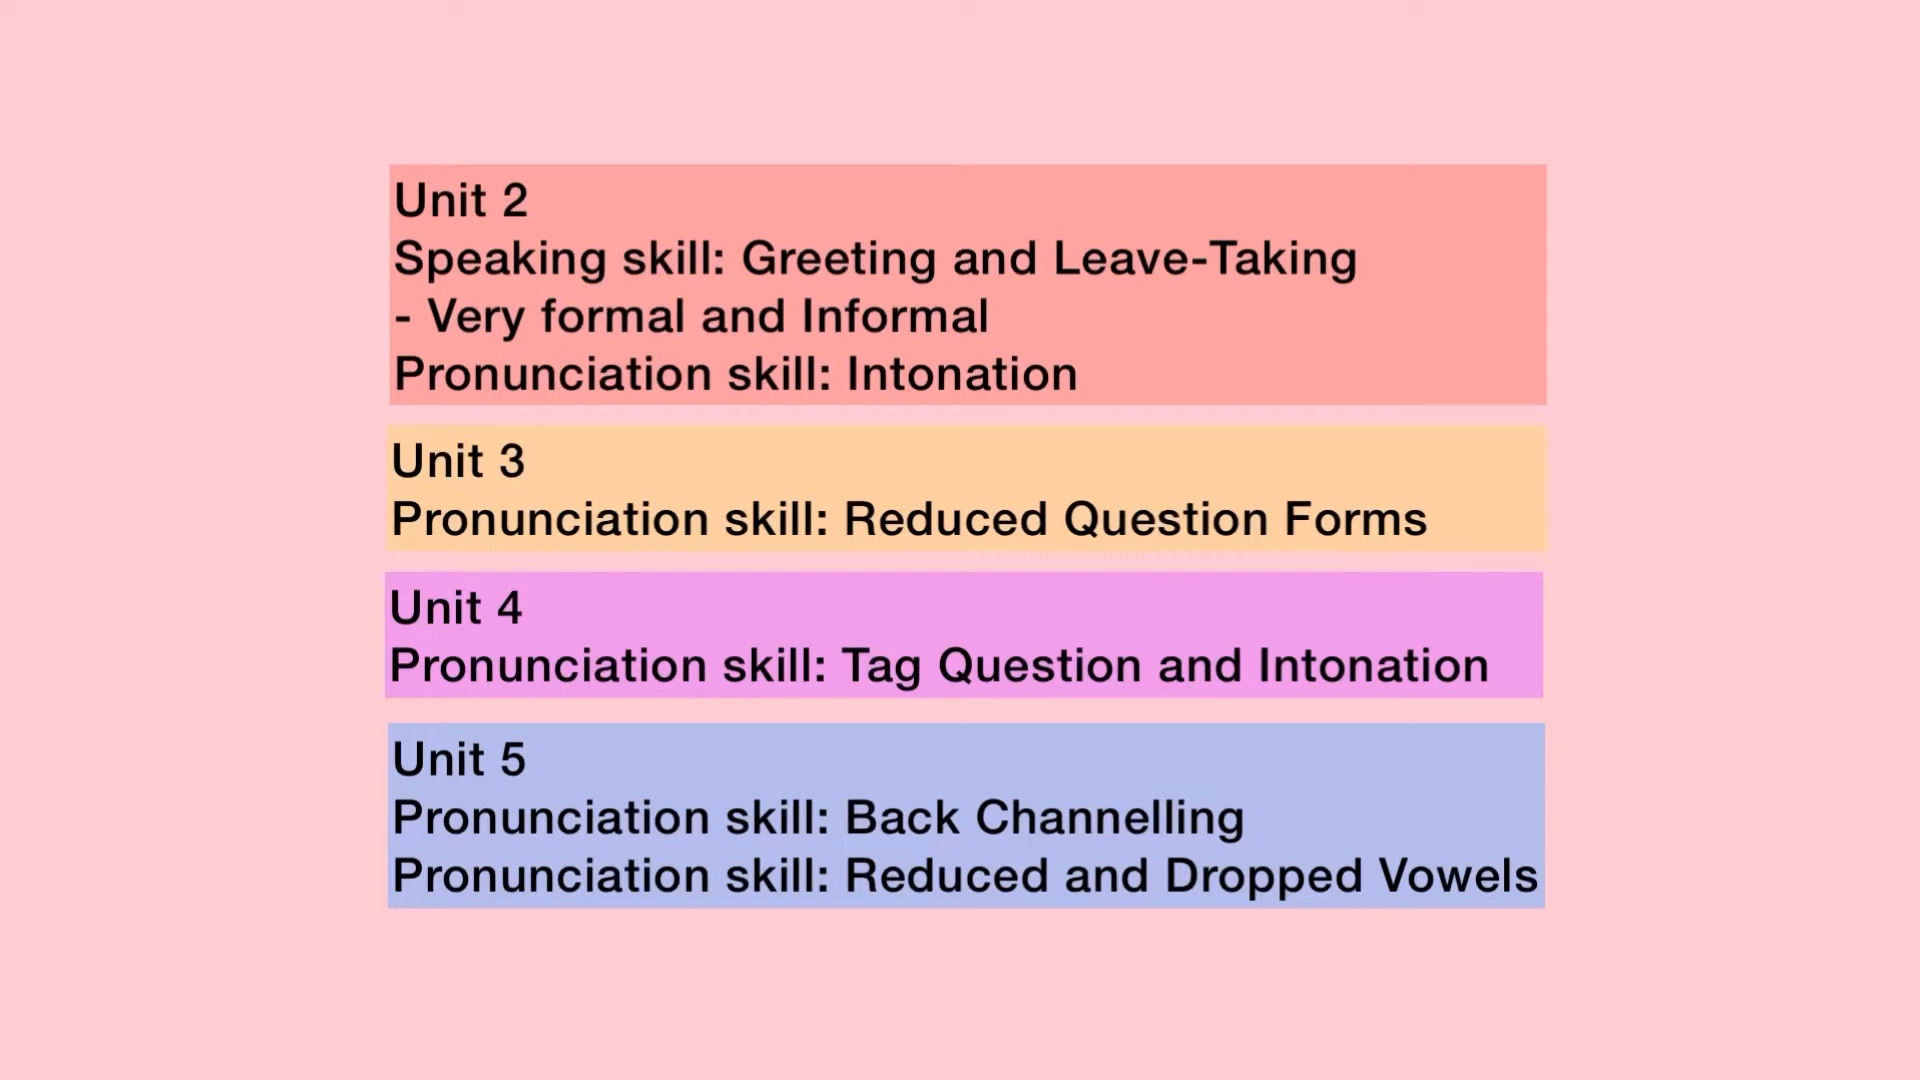 Unit 2
Speaking skill: Greeting and Leave-Taking
- Very formal and Informal
Pronunciation skill: Intonation
Unit 3
Pronunciation skill: Reduced Question Forms
Unit 4
Pronunciation skill: Tag Question and Intonation
Unit 5
Pronunciation skill: Back Channelling
Pronunciation skill: Reduced and Dropped Vowels